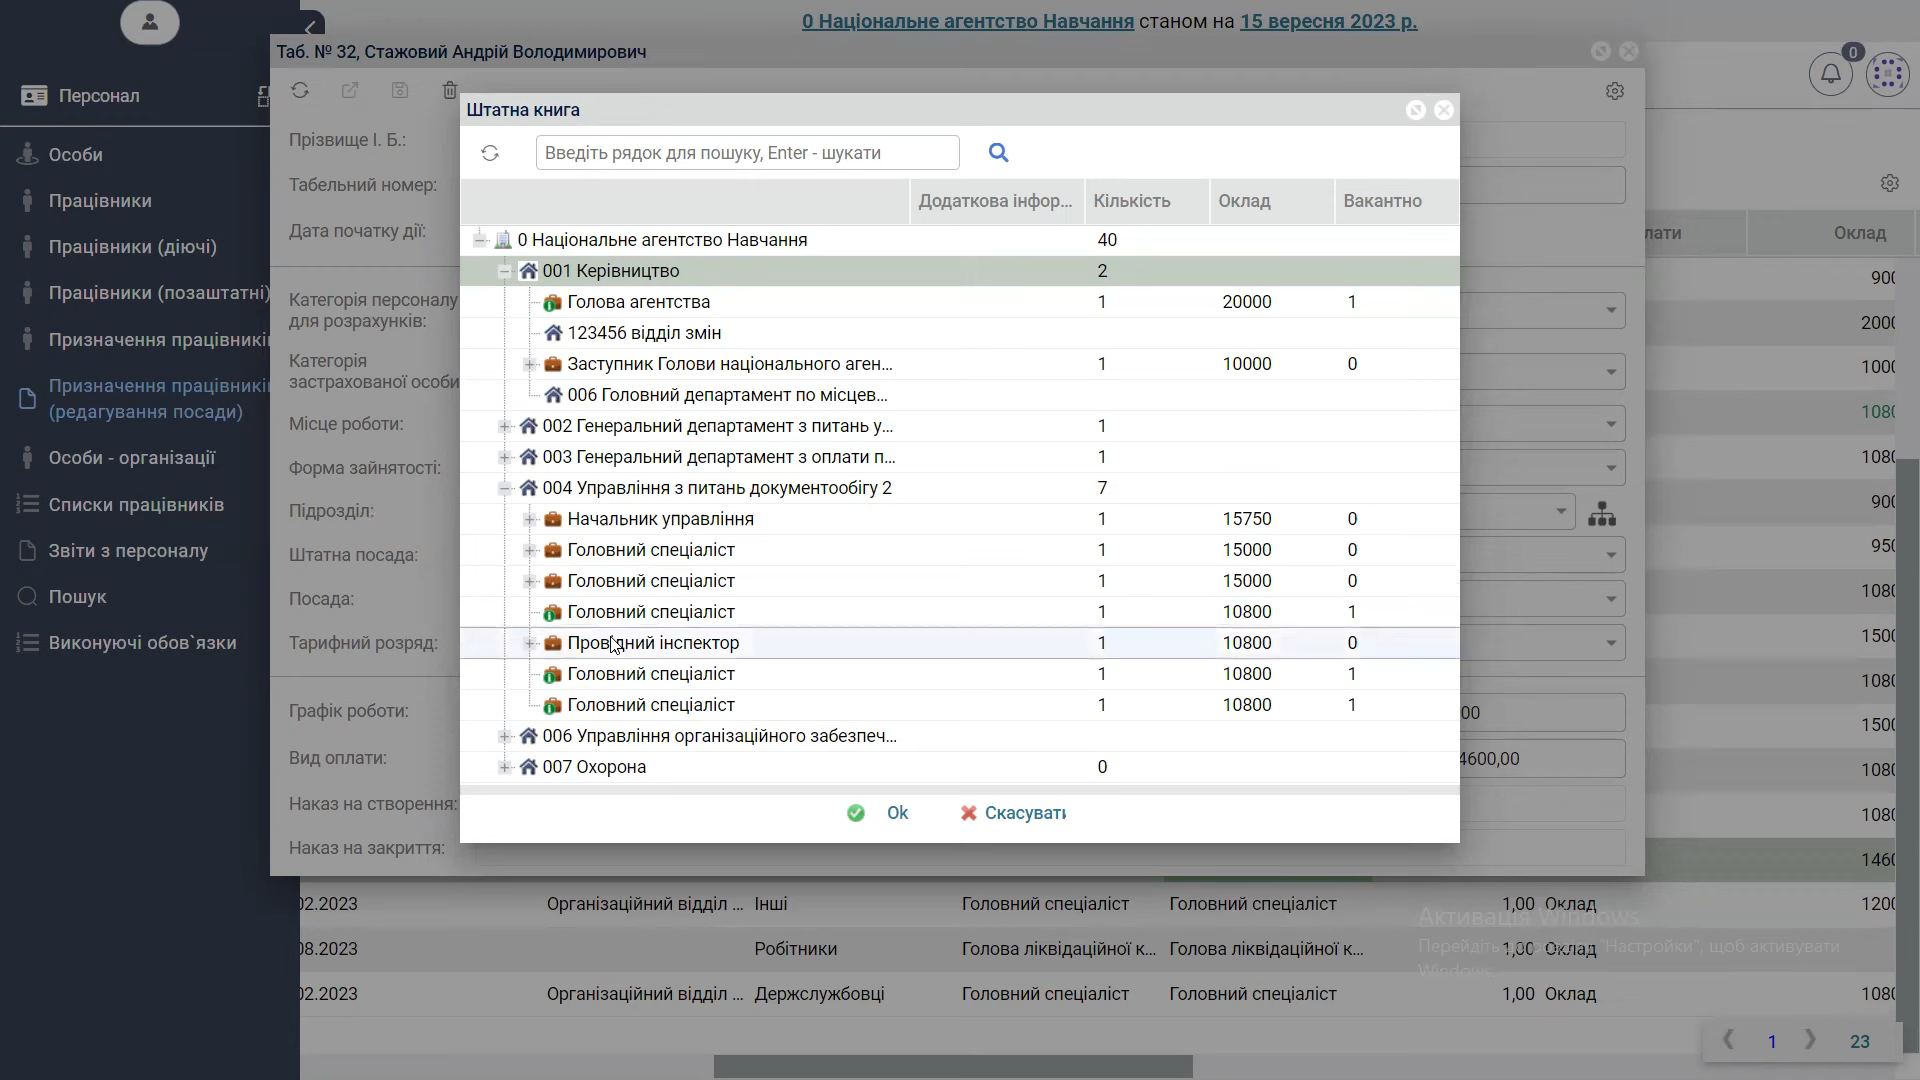 0 Національне агентство Навчання станом на 15 вересня 2023 р.
Таб. № 32, Стажовий Андрій Володимирович
0
Персонал
Особи
Працівники
Працівники (діючі)
Працівники (позаштатні)
Призначення працівникі
Призначення працівникі
(редагування посади)
Особи - організації
Списки працівників
Звіти з персоналу
Пошук
Виконуючі обов`язки
Прізвище І. Б.:
Табельний номер:
Дата початку дії:
Категорія персоналу
для розрахунків:
Категорія
застрахованої особи
Місце роботи:
Форма зайнятості:
Підрозділ:
Штатна посада:
Посада:
Тарифний розряд:
Графік роботи:
Вид оплати:
Наказ на створення:
Наказ на закриття:
Штатна книга
Введіть рядок для пошуку, Enter - шукати
Додаткова інфор... Кількість Оклад Вакантно
0 Національне агентство Навчання 40
001 Керівництво 2
Голова агентства 1 20000 1
123456 відділ змін
Заступник Голови національного аген... 1 10000 0
006 Головний департамент по місцев...
002 Генеральний департамент з питань у... 1
003 Генеральний департамент з оплати п... 1
004 Управління з питань документообігу 2 7
Начальник управління 1 15750 0
Головний спеціаліст 1 15000 0
Головний спеціаліст 1 15000 0
Головний спеціаліст 1 10800 1
Провідний інспектор 1 10800 0
Головний спеціаліст 1 10800 1
Головний спеціаліст 1 10800 1
006 Управління організаційного забезпеч...
007 Охорона 0
Ok Скасувати
00
4600,00
лати Оклад
900
2000
1000
1080
1080
900
950
1080
1500
1080
1500
1080
1080
1460
02.2023 Організаційний відділ ... Інші Головний спеціаліст Головний спеціаліст 1,00 Оклад 1200
08.2023 Робітники Голова ліквідаційної к... Голова ліквідаційної к... 1,00 Оклад
02.2023 Організаційний відділ ... Держслужбовці Головний спеціаліст Головний спеціаліст 1,00 Оклад 1080
Активація Windows
Перейдіть "Настройки", щоб активувати
Windows.
1 23